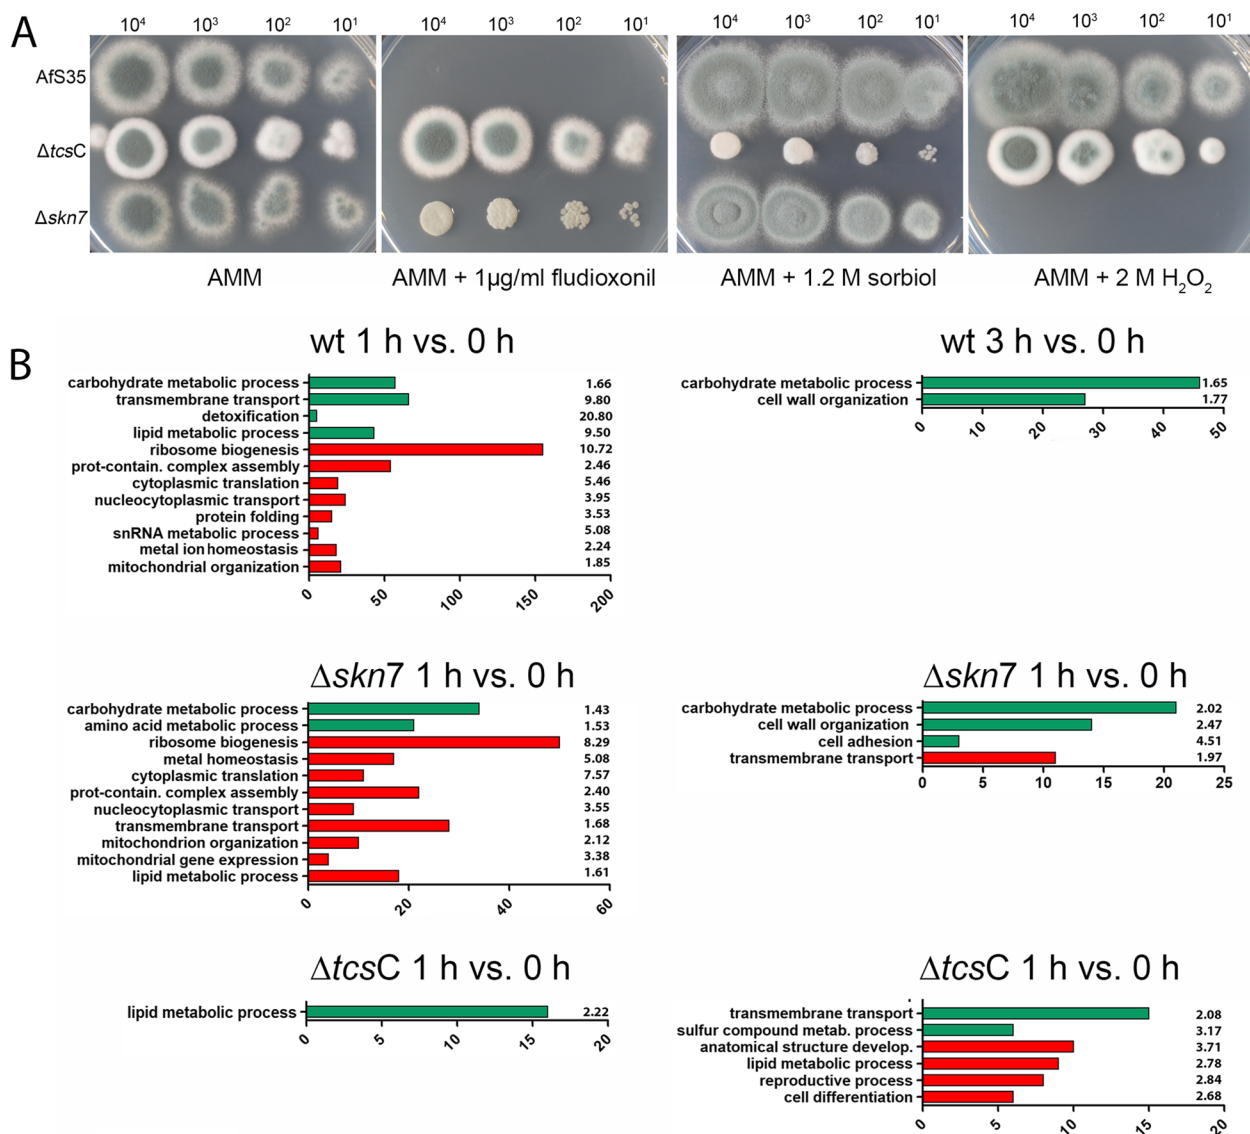 A
10⁴ 10³ 10² 10¹ 10⁴ 10³ 10² 10¹ 10⁴ 10³ 10² 10¹ 10⁴ 10³ 10² 10¹
AfS35
ΔtcsC
Δskn7
AMM
AMM + 1µg/ml fludioxonil
AMM + 1.2 M sorbiol
AMM + 2 M H₂O₂
B
wt 1 h vs. 0 h
carbohydrate metabolic process 1.66
transmembrane transport 9.80
detoxification 20.80
lipid metabolic process 9.50
ribosome biogenesis 10.72
prot-contain. complex assembly 2.46
cytoplasmic translation 5.46
nucleocytoplasmic transport 3.95
protein folding 3.53
snRNA metabolic process 5.08
metal ion homeostasis 2.24
mitochondrial organization 1.85
0 50 100 150 200
wt 3 h vs. 0 h
carbohydrate metabolic process 1.65
cell wall organization 1.77
0 10 20 30 40 50
Δskn7 1 h vs. 0 h
carbohydrate metabolic process 1.43
amino acid metabolic process 1.53
ribosome biogenesis 8.29
metal homeostasis 5.08
cytoplasmic translation 7.57
prot-contain. complex assembly 2.40
nucleocytoplasmic transport 3.55
transmembrane transport 1.68
mitochondrion organization 2.12
mitochondrial gene expression 3.38
lipid metabolic process 1.61
0 20 40 60
Δskn7 1 h vs. 0 h
carbohydrate metabolic process 2.02
cell wall organization 2.47
cell adhesion 4.51
transmembrane transport 1.97
0 5 10 15 20 25
ΔtcsC 1 h vs. 0 h
lipid metabolic process 2.22
0 5 10 15 20
ΔtcsC 1 h vs. 0 h
transmembrane transport 2.08
sulfur compound metab. process 3.17
anatomical structure develop. 3.71
lipid metabolic process 2.78
reproductive process 2.84
cell differentiation 2.68
0 5 10 15 20